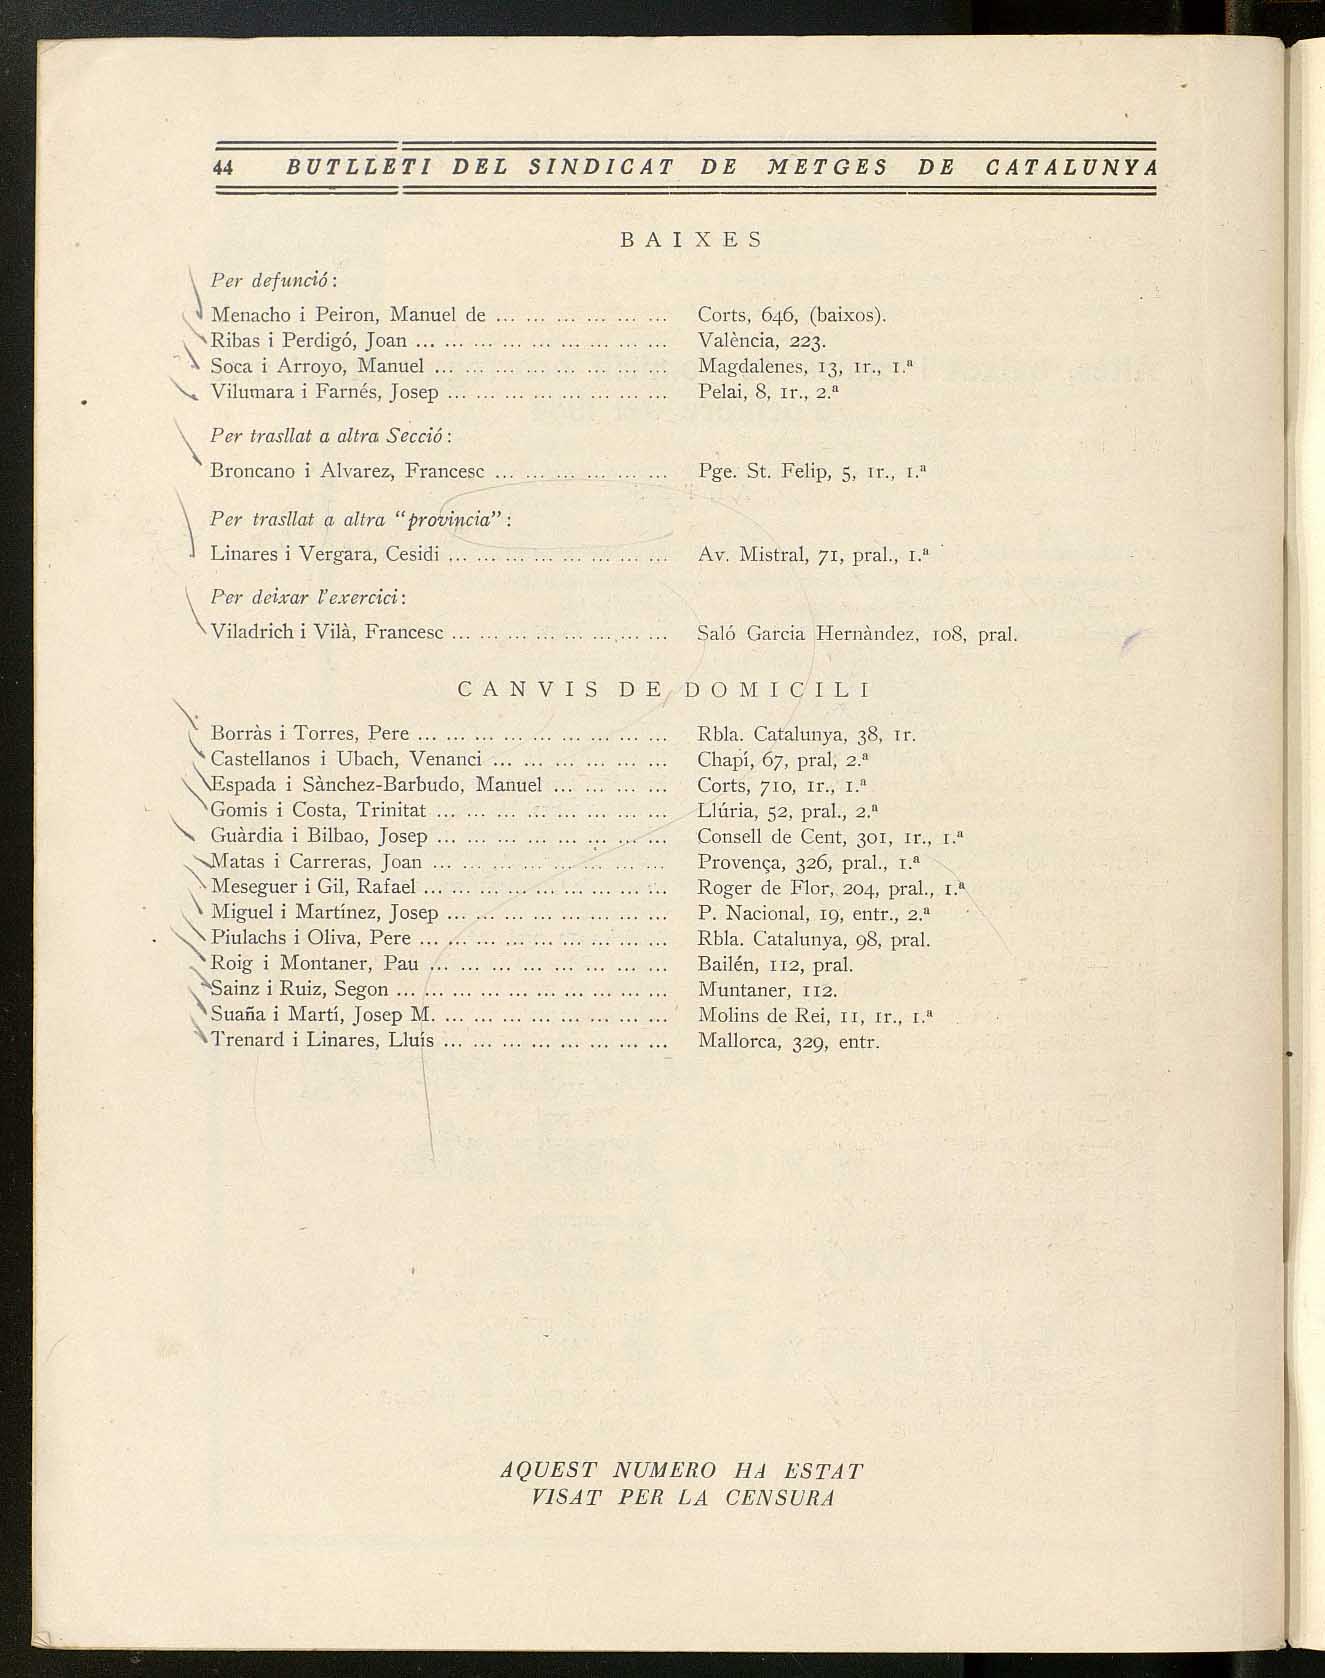 44 BUTLLETI DEL SINDICAT DE METGES DE CATALUNYA
BAIXES
Per defunció:
Menacho i Peiron, Manuel de ... ... ... ... ... ... Corts, 646, (baixos).
Ribas i Perdigó, Joan ... ... ... ... ... ... ... ... ... València, 223.
Soca i Arroyo, Manuel ... ... ... ... ... ... ... ... Magdalenes, 13, 1r., 1.ª
Vilumara i Farnés, Josep ... ... ... ... ... ... ... ... Pelai, 8, 1r., 2.ª
Per trasllat a altra Secció:
Broncano i Alvarez, Francesc ... ... ... ... ... ... Pge. St. Felip, 5, 1r., 1.ª
Per trasllat a altra "provincia":
Linares i Vergara, Cesidi ... ... ... ... ... ... ... ... Av. Mistral, 71, pral., 1.ª
Per deixar l'exercici:
Viladrich i Vilà, Francesc ... ... ... ... ... ... ... ... Saló Garcia Hernàndez, 108, pral.
CANVIS DE DOMICILI
Borràs i Torres, Pere ... ... ... ... ... ... ... ... ... Rbla. Catalunya, 38, 1r.
Castellanos i Ubach, Venanci ... ... ... ... ... ... Chapí, 67, pral, 2.ª
Espada i Sànchez-Barbudo, Manuel ... ... ... ... Corts, 710, 1r., 1.ª
Gomis i Costa, Trinitat ... ... ... ... ... ... ... ... Llúria, 52, pral., 2.ª
Guàrdia i Bilbao, Josep ... ... ... ... ... ... ... ... Consell de Cent, 301, 1r., 1.ª
Matas i Carreras, Joan ... ... ... ... ... ... ... ... Provença, 326, pral., 1.ª
Meseguer i Gil, Rafael ... ... ... ... ... ... ... ... ... Roger de Flor, 204, pral., 1.ª
Miguel i Martínez, Josep ... ... ... ... ... ... ... ... P. Nacional, 19, entr., 2.ª
Piulachs i Oliva, Pere ... ... ... ... ... ... ... ... ... Rbla. Catalunya, 98, pral.
Roig i Montaner, Pau ... ... ... ... ... ... ... ... Bailén, 112, pral.
Sainz i Ruiz, Segon ... ... ... ... ... ... ... ... ... ... Muntaner, 112.
Suaña i Martí, Josep M. ... ... ... ... ... ... ... ... Molins de Rei, 11, 1r., 1.ª
Trenard i Linares, Lluís ... ... ... ... ... ... ... ... Mallorca, 329, entr.
AQUEST NUMERO HA ESTAT
VISAT PER LA CENSURA